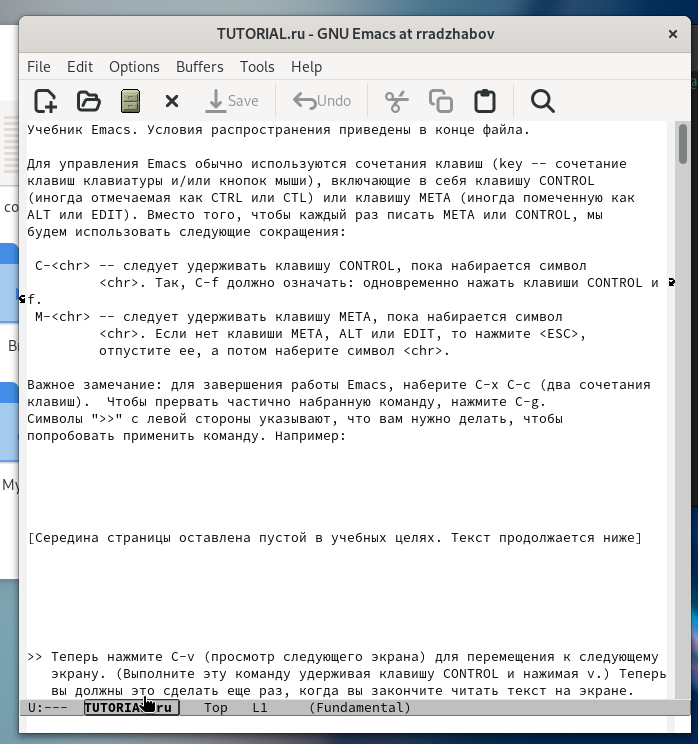 TUTORIAL.ru - GNU Emacs at rradzhabov
File Edit Options Buffers Tools Help
Save Undo
Учебник Emacs. Условия распространения приведены в конце файла.
Для управления Emacs обычно используются сочетания клавиш (key -- сочетание
клавиш клавиатуры и/или кнопок мыши), включающие в себя клавишу CONTROL
(иногда отмечаемая как CTRL или CTL) или клавишу META (иногда помеченную как
ALT или EDIT). Вместо того, чтобы каждый раз писать META или CONTROL, мы
будем использовать следующие сокращения:
C-<chr> -- следует удерживать клавишу CONTROL, пока набирается символ
<chr>. Так, C-f должно означать: одновременно нажать клавиши CONTROL и
f.
M-<chr> -- следует удерживать клавишу META, пока набирается символ
<chr>. Если нет клавиши META, ALT или EDIT, то нажмите <ESC>,
отпустите ее, а потом наберите символ <chr>.
Важное замечание: для завершения работы Emacs, наберите C-x C-c (два сочетания
клавиш).  Чтобы прервать частично набранную команду, нажмите C-g.
Символы ">>" с левой стороны указывают, что вам нужно делать, чтобы
попробовать применить команду. Например:
[Середина страницы оставлена пустой в учебных целях. Текст продолжается ниже]
>> Теперь нажмите C-v (просмотр следующего экрана) для перемещения к следующему
экрану. (Выполните эту команду удерживая клавишу CONTROL и нажимая v.) Теперь
вы должны это сделать еще раз, когда вы закончите читать текст на экране.
U:--- TUTORIAL.ru Top L1 (Fundamental)